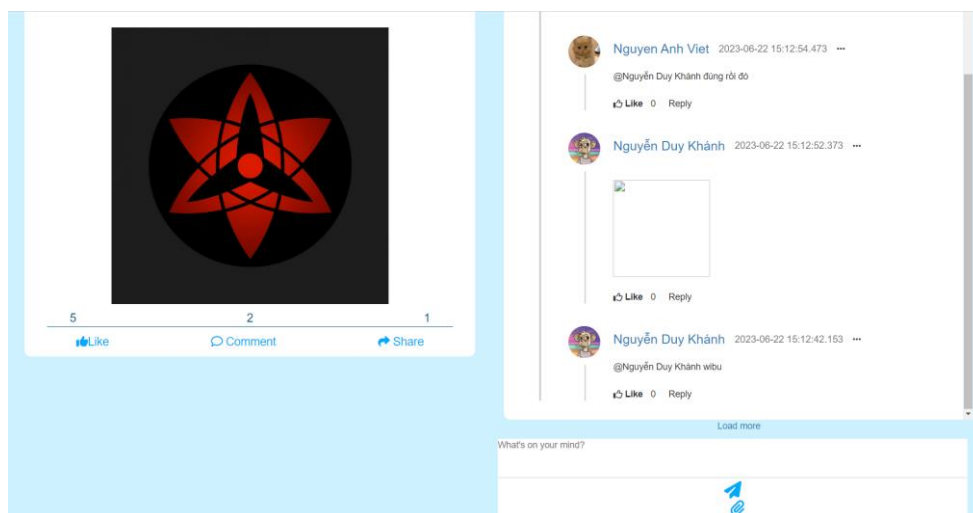 5 2 1
Like Comment Share
Nguyen Anh Viet 2023-06-22 15:12:54.473 ···
@Nguyễn Duy Khánh đúng rồi đó
Like 0 Reply
Nguyễn Duy Khánh 2023-06-22 15:12:52.373 ···
Like 0 Reply
Nguyễn Duy Khánh 2023-06-22 15:12:42.153 ···
@Nguyễn Duy Khánh wibu
Like 0 Reply
Load more
What's on your mind?